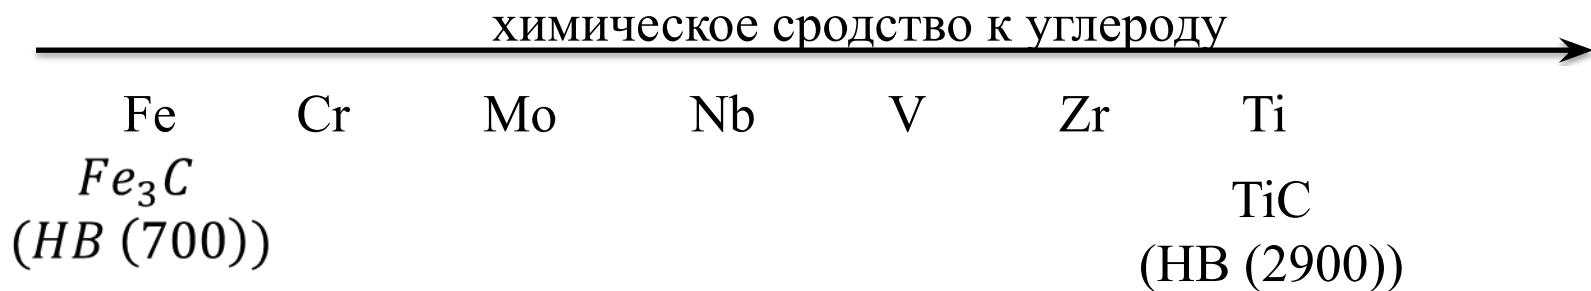 химическое сродство к углероду
Fe Cr Mo Nb V Zr Ti
Fe₃C TiC
(HB (700)) (HB (2900))